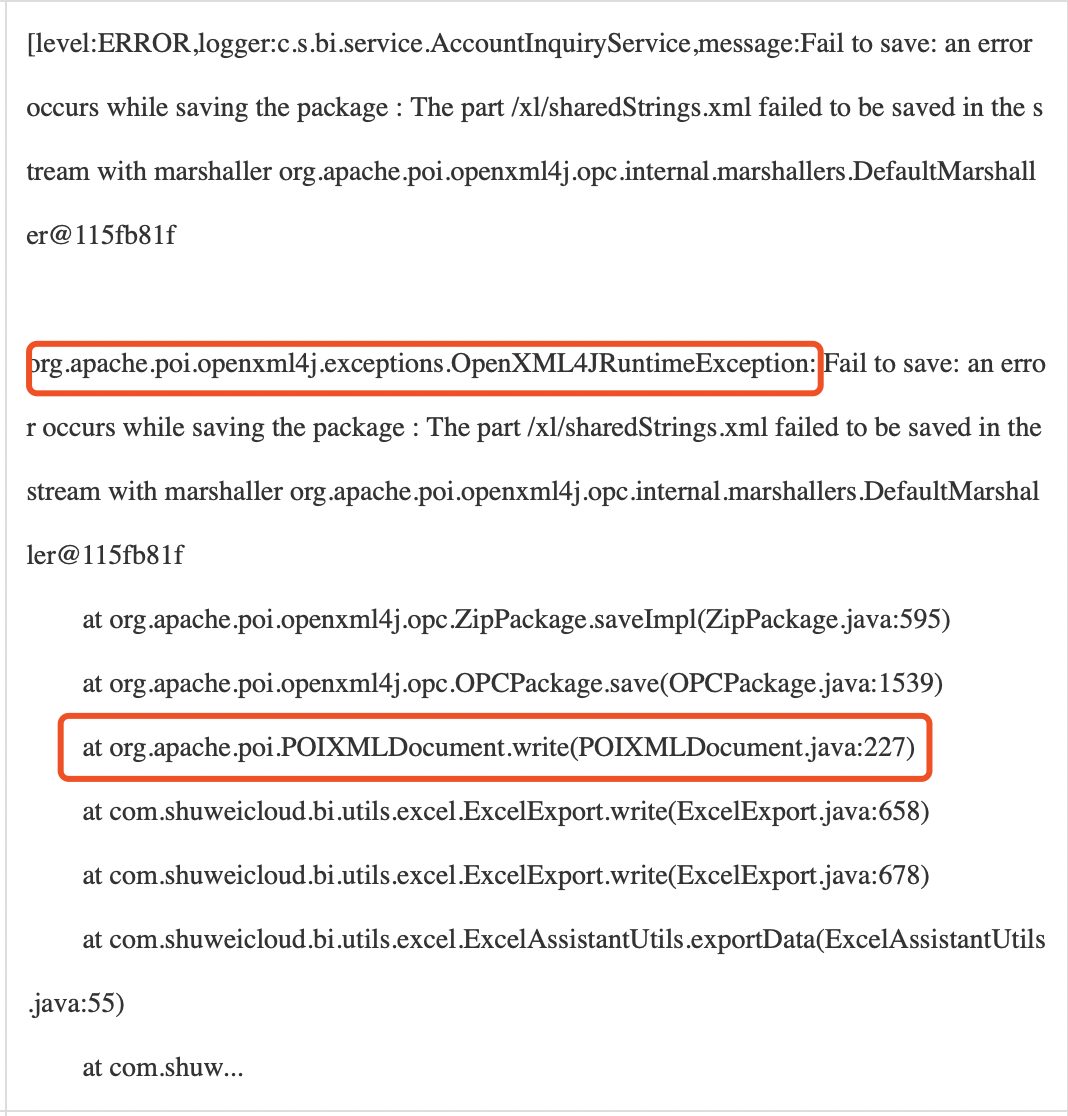 [level:ERROR,logger:c.s.bi.service.AccountInquiryService,message:Fail to save: an error
occurs while saving the package : The part /xl/sharedStrings.xml failed to be saved in the s
tream with marshaller org.apache.poi.openxml4j.opc.internal.marshallers.DefaultMarshall
er@115fb81f
org.apache.poi.openxml4j.exceptions.OpenXML4JRuntimeException: Fail to save: an erro
r occurs while saving the package : The part /xl/sharedStrings.xml failed to be saved in the
stream with marshaller org.apache.poi.openxml4j.opc.internal.marshallers.DefaultMarshal
ler@115fb81f
at org.apache.poi.openxml4j.opc.ZipPackage.saveImpl(ZipPackage.java:595)
at org.apache.poi.openxml4j.opc.OPCPackage.save(OPCPackage.java:1539)
at org.apache.poi.POIXMLDocument.write(POIXMLDocument.java:227)
at com.shuweicloud.bi.utils.excel.ExcelExport.write(ExcelExport.java:658)
at com.shuweicloud.bi.utils.excel.ExcelExport.write(ExcelExport.java:678)
at com.shuweicloud.bi.utils.excel.ExcelAssistantUtils.exportData(ExcelAssistantUtils
.java:55)
at com.shuw...